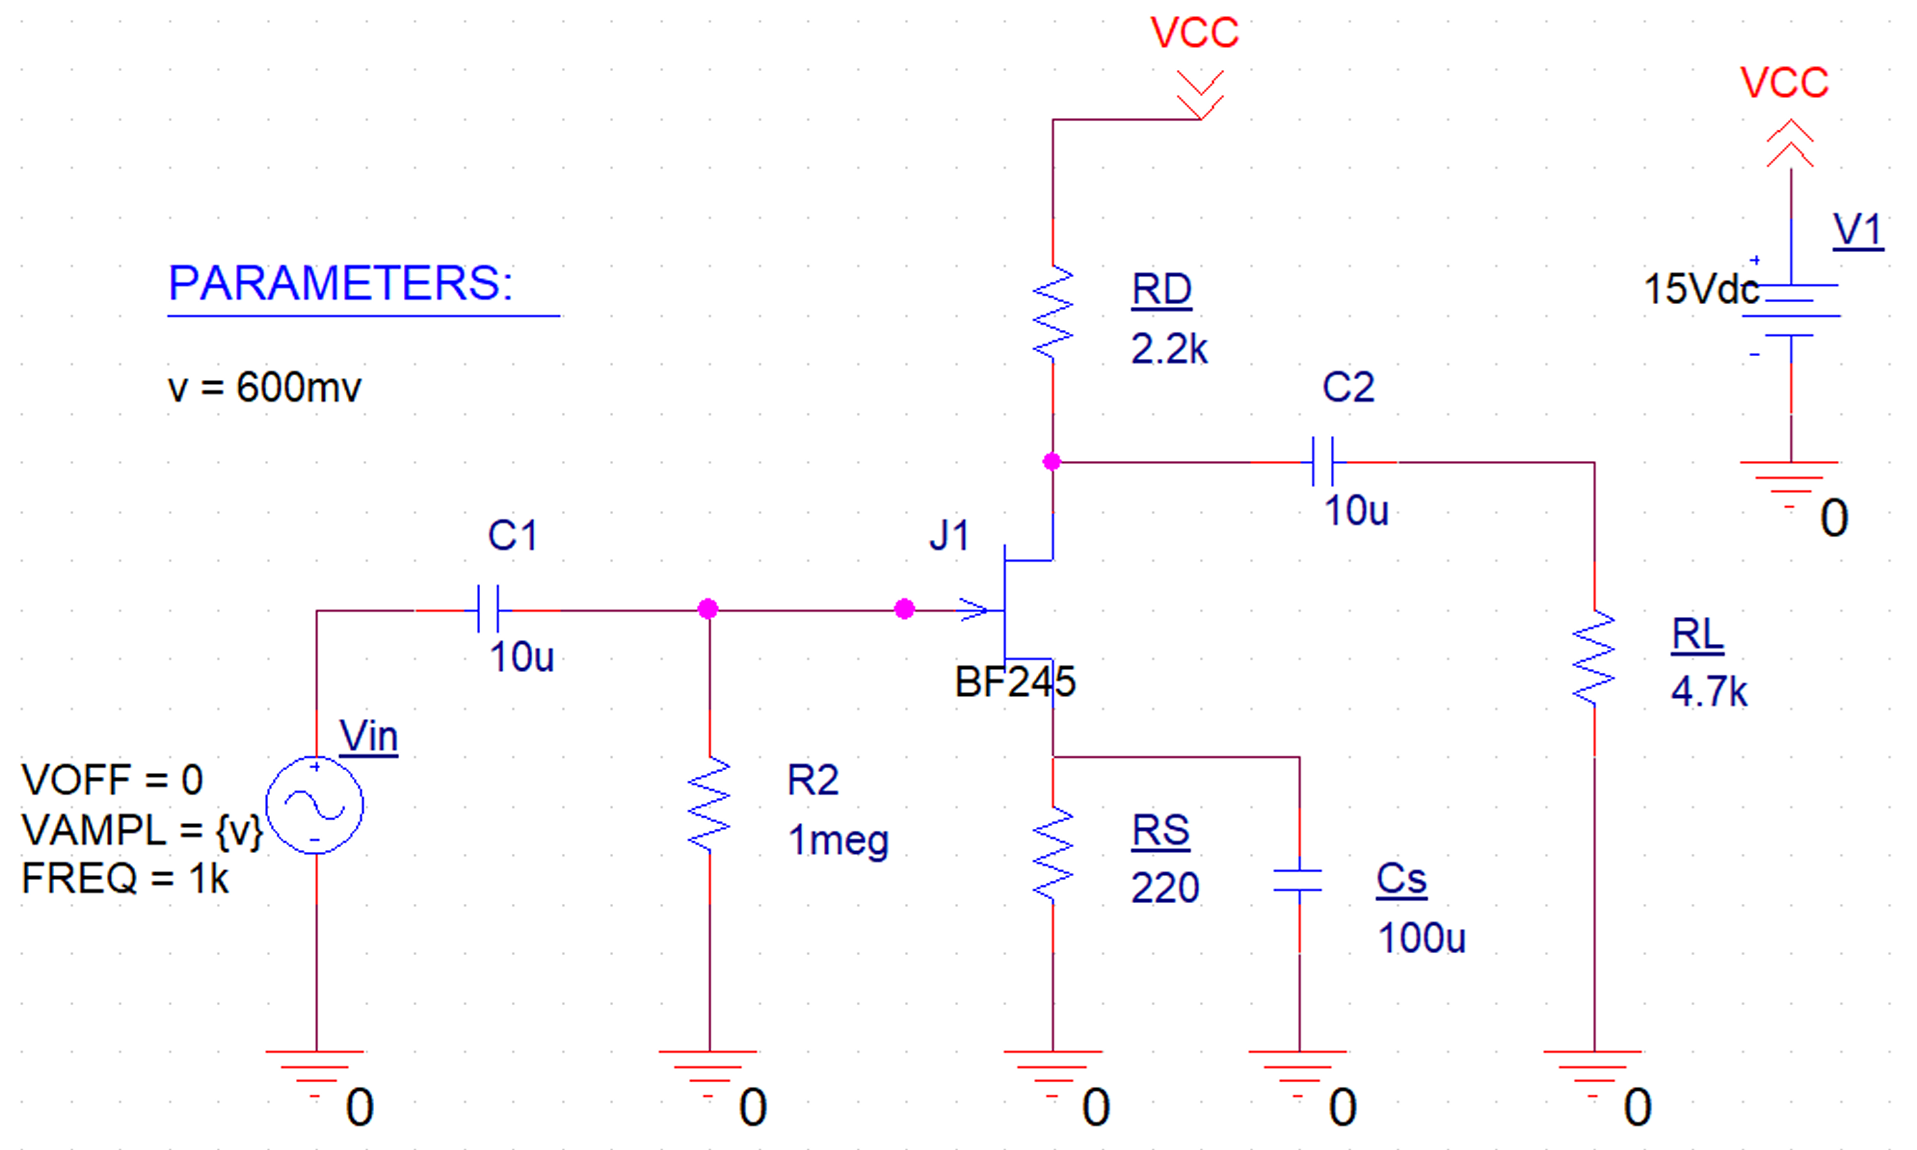 VCC
VCC
V1
+
15Vdc
-
0
PARAMETERS:
v = 600mv
RD
2.2k
C2
10u
C1
10u
J1
BF245
RL
4.7k
Vin
+
-
VOFF = 0
VAMPL = {v}
FREQ = 1k
R2
1meg
RS
220
Cs
100u
0
0
0
0
0